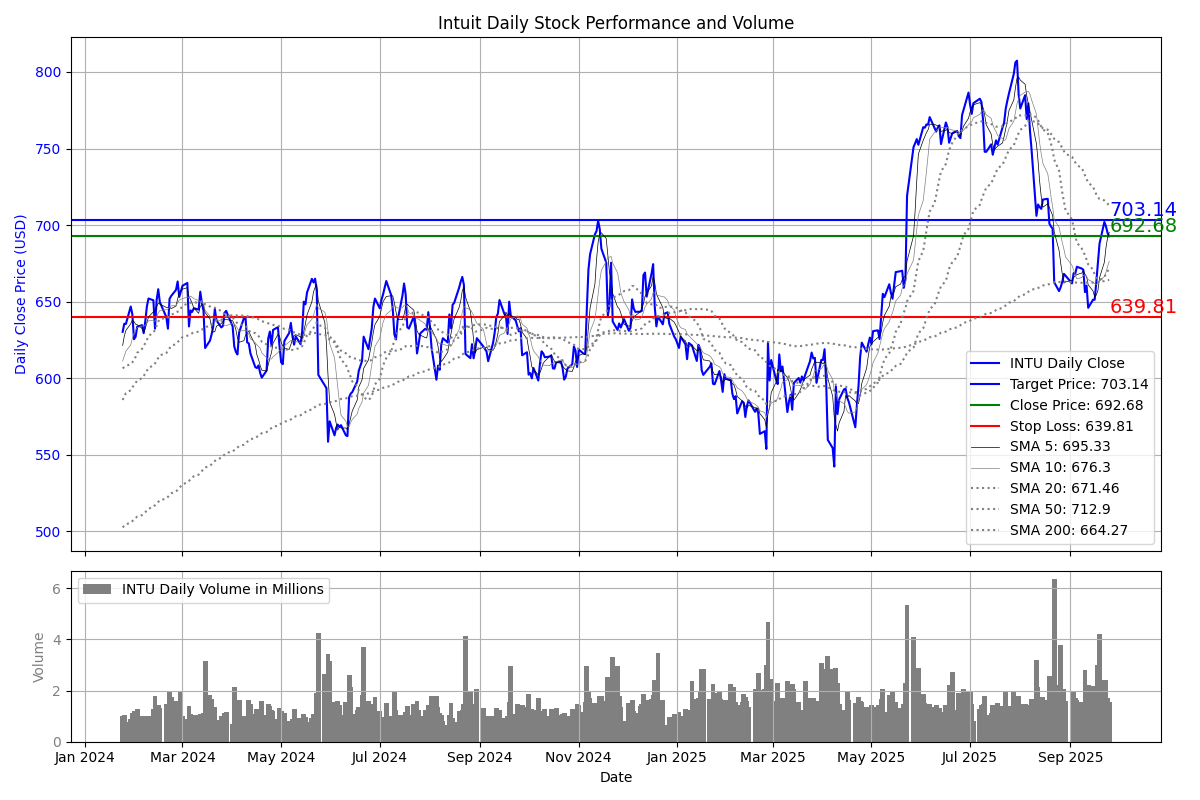 Intuit Daily Stock Performance and Volume
Daily Close Price (USD)
800
750
700
650
600
550
500
703.14
692.68
639.81
INTU Daily Close
Target Price: 703.14
Close Price: 692.68
Stop Loss: 639.81
SMA 5: 695.33
SMA 10: 676.3
SMA 20: 671.46
SMA 50: 712.9
SMA 200: 664.27
INTU Daily Volume in Millions
Volume
6
4
2
0
Jan 2024 Mar 2024 May 2024 Jul 2024 Sep 2024 Nov 2024 Jan 2025 Mar 2025 May 2025 Jul 2025 Sep 2025
Date